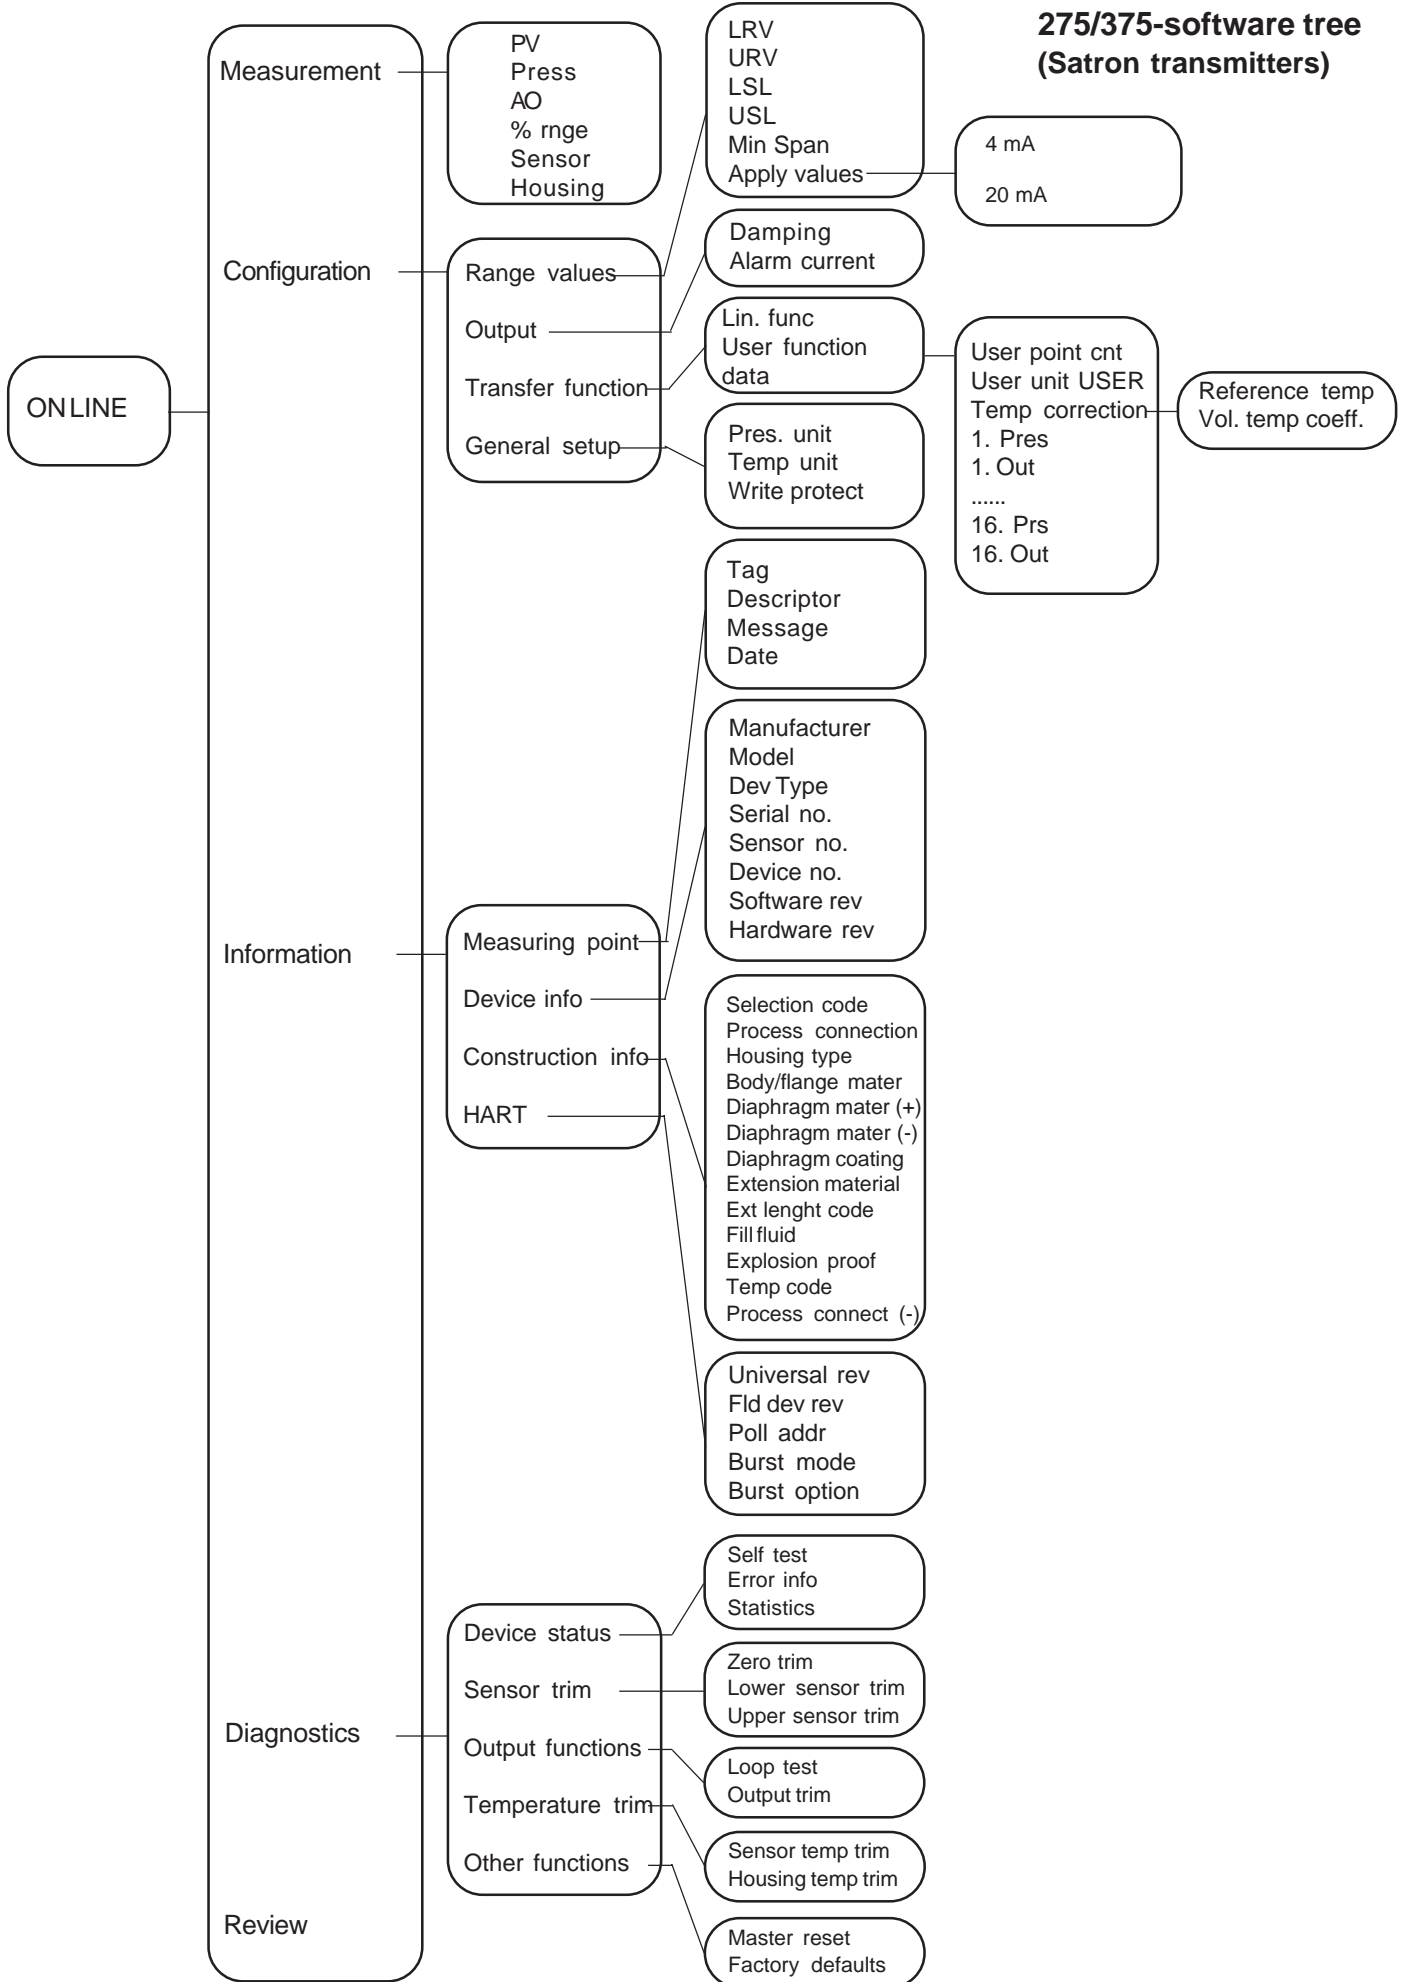 275/375-software tree
(Satron transmitters)
ONLINE
Measurement
Configuration
Information
Diagnostics
Review
PV
Press
AO
% rnge
Sensor
Housing
Range values
Output
Transfer function
General setup
LRV
URV
LSL
USL
Min Span
Apply values
4 mA
20 mA
Damping
Alarm current
Lin. func
User function
data
User point cnt
User unit USER
Temp correction
1. Pres
1. Out
......
16. Prs
16. Out
Reference temp
Vol. temp coeff.
Pres. unit
Temp unit
Write protect
Measuring point
Device info
Construction info
HART
Tag
Descriptor
Message
Date
Manufacturer
Model
Dev Type
Serial no.
Sensor no.
Device no.
Software rev
Hardware rev
Selection code
Process connection
Housing type
Body/flange mater
Diaphragm mater (+)
Diaphragm mater (-)
Diaphragm coating
Extension material
Ext lenght code
Fill fluid
Explosion proof
Temp code
Process connect (-)
Universal rev
Fld dev rev
Poll addr
Burst mode
Burst option
Device status
Sensor trim
Output functions
Temperature trim
Other functions
Self test
Error info
Statistics
Zero trim
Lower sensor trim
Upper sensor trim
Loop test
Output trim
Sensor temp trim
Housing temp trim
Master reset
Factory defaults